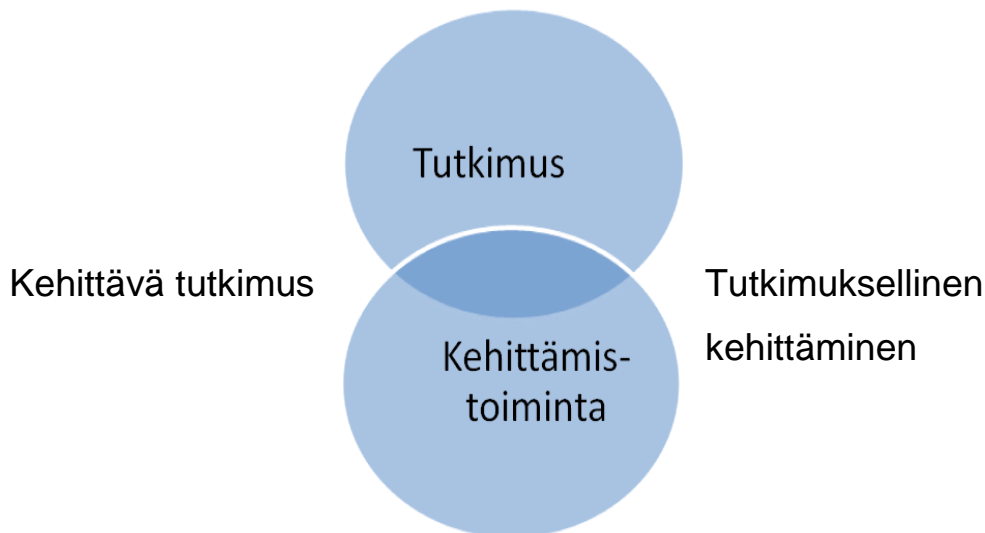 Tutkimus
Kehittävä tutkimus
Tutkimuksellinen
kehittäminen
Kehittämis-
toiminta